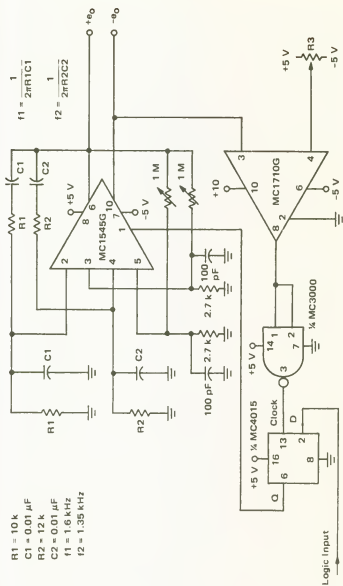 R1 = 10 k
C1 = 0.01 µF
R2 = 12 k
C2 = 0.01 µF
f1 = 1.6 kHz
f2 = 1.35 kHz
f1 = 1 / 2πR1C1
f2 = 1 / 2πR2C2
R1
C1
R2
C2
R1
C1
R2
C2
+5 V
8
2
3
4
5
6
10
7
1
MC1545G
-5 V
+eo
-eo
1 M
1 M
100 pF
2.7 k
2.7 k
100 pF
+5 V
R3
-5 V
+10
10
3
4
MC1710G
8
2
6
-5 V
¼ MC3000
+5 V
14
1
2
7
3
Clock
¼ MC4015
+5 V
16
13
2
8
6
Q
D
Logic Input